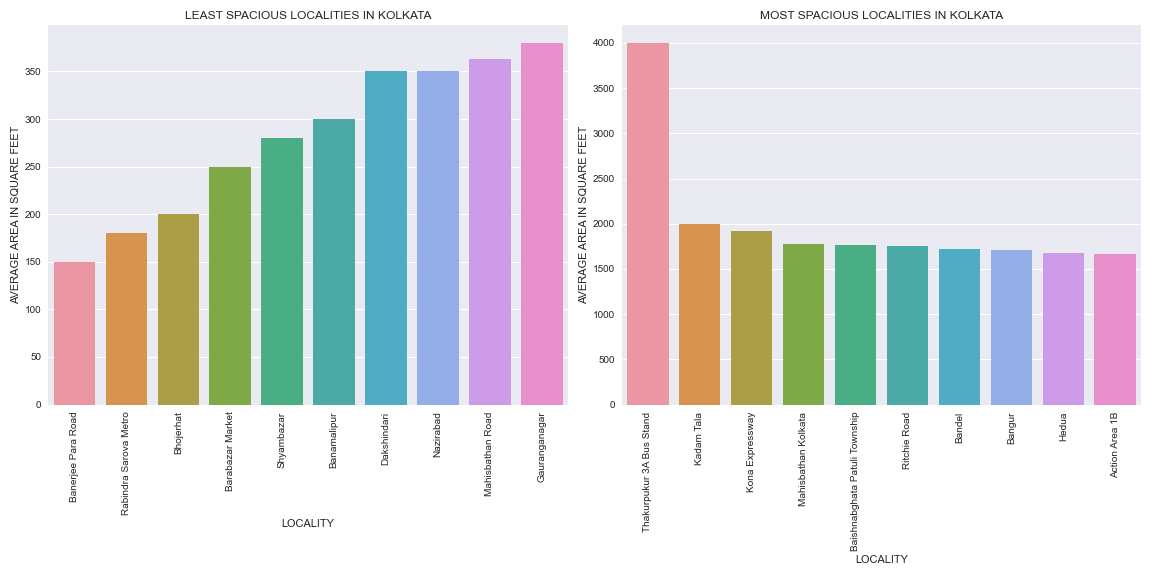 LEAST SPACIOUS LOCALITIES IN KOLKATA
AVERAGE AREA IN SQUARE FEET
350
300
250
200
150
100
50
0
Banerjee Para Road
Rabindra Sarova Metro
Bhojerhat
Barabazar Market
Shyambazar
Banamalipur
Dakshindari
Nazirabad
Mahisbathan Road
Gauranganagar
LOCALITY
MOST SPACIOUS LOCALITIES IN KOLKATA
AVERAGE AREA IN SQUARE FEET
4000
3500
3000
2500
2000
1500
1000
500
0
Thakurpukur 3A Bus Stand
Kadam Tala
Kona Expressway
Mahisbathan Kolkata
Baishnabghata Patuli Township
Ritchie Road
Bandel
Bangur
Hedua
Action Area 1B
LOCALITY